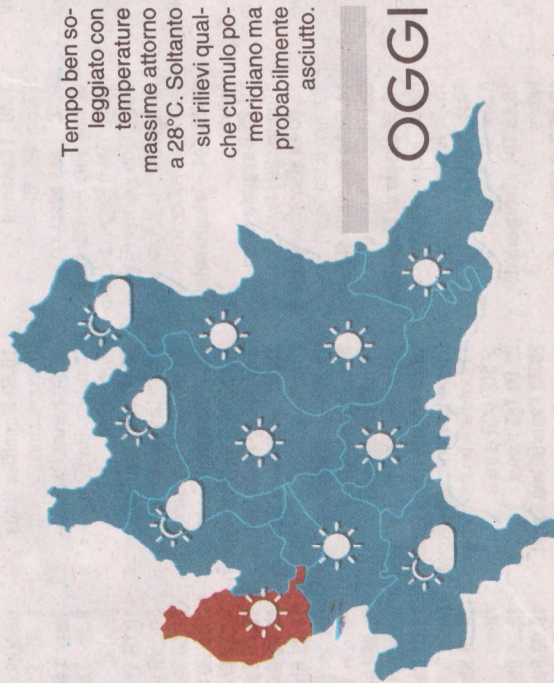 OGGI
Tempo ben so-
leggiato con
temperature
massime attorno
a 28°C. Soltanto
sui rilievi qual-
che cumulo po-
meridiano ma
probabilmente
asciutto.